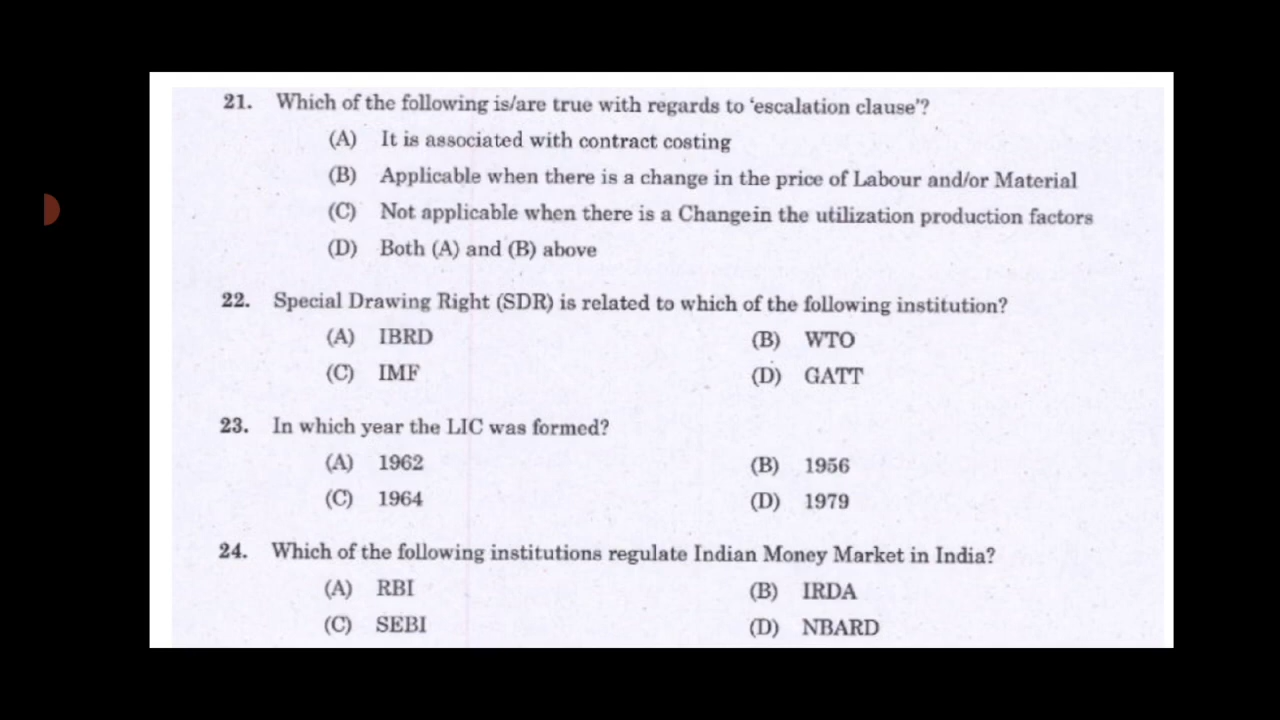 21. Which of the following is/are true with regards to 'escalation clause'?
(A) It is associated with contract costing
(B) Applicable when there is a change in the price of Labour and/or Material
(C) Not applicable when there is a Changein the utilization production factors
(D) Both (A) and (B) above
22. Special Drawing Right (SDR) is related to which of the following institution?
(A) IBRD (B) WTO
(C) IMF (D) GATT
23. In which year the LIC was formed?
(A) 1962 (B) 1956
(C) 1964 (D) 1979
24. Which of the following institutions regulate Indian Money Market in India?
(A) RBI (B) IRDA
(C) SEBI (D) NBARD